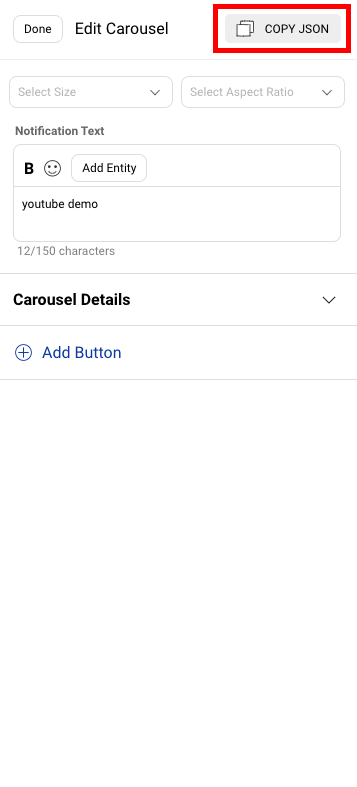 Done Edit Carousel COPY JSON
Select Size Select Aspect Ratio
Notification Text
B Add Entity
youtube demo
12/150 characters
Carousel Details
Add Button